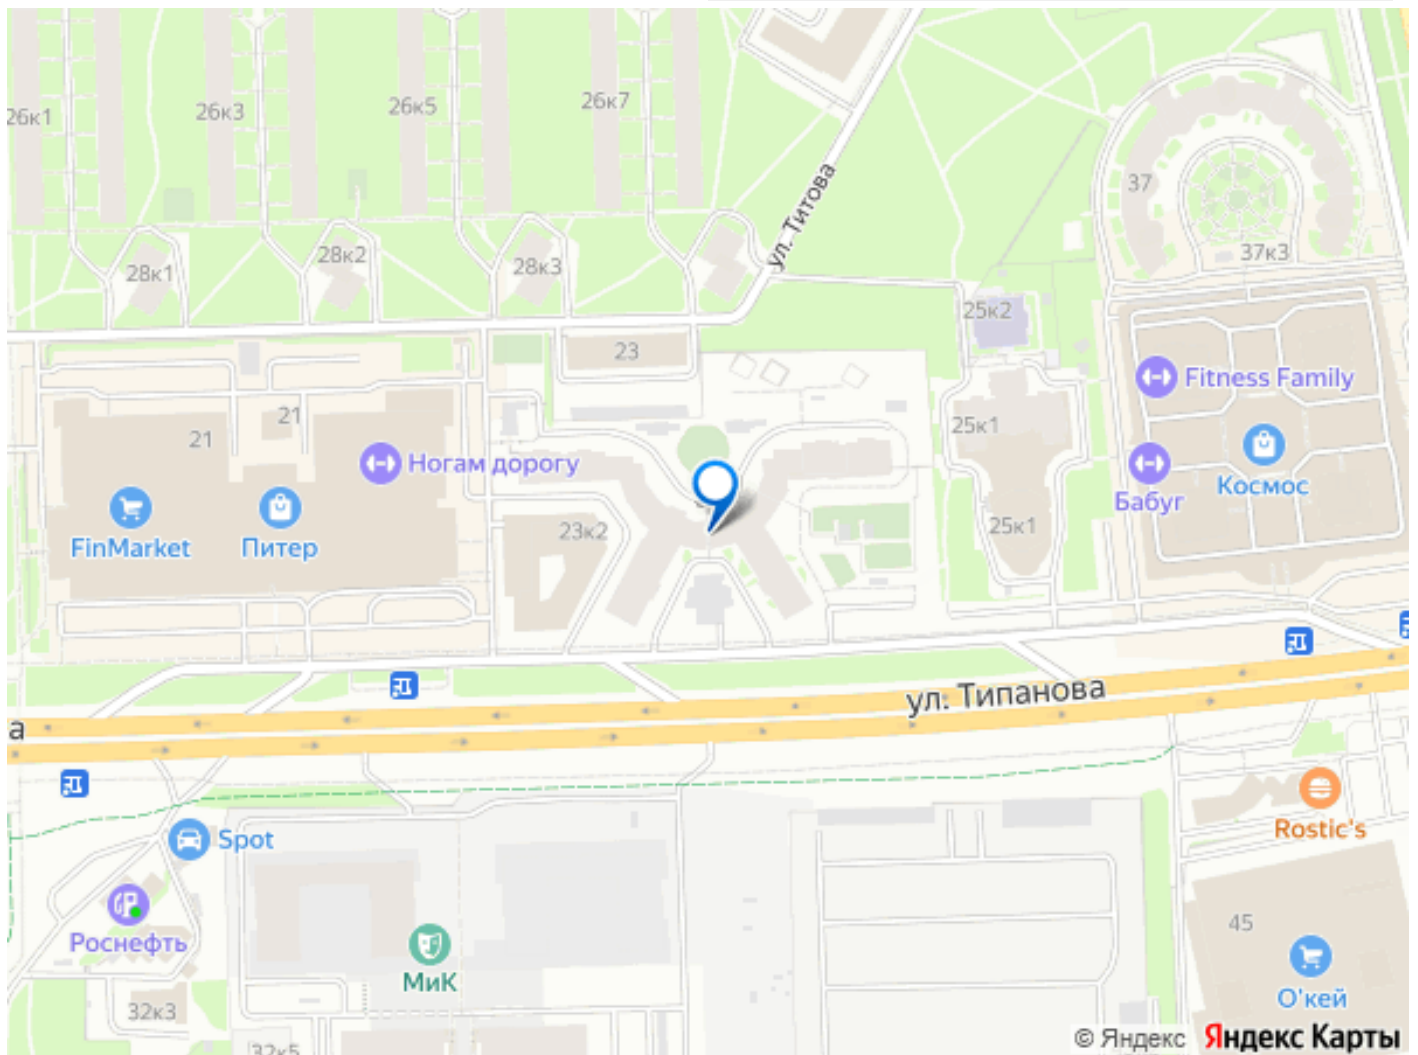 26к1
26к3
26к5
26к7
ул. Титова
37
37к3
28к1
28к2
28к3
25к2
23
21
21
25к1
Fitness Family
Ногам дорогу
Космос
Бабуг
FinMarket
Питер
23к2
25к1
ул. Типанова
а
Spot
Rostic's
Роснефть
МиК
45
О'кей
32к3
32к5
© Яндекс
Яндекс Карты